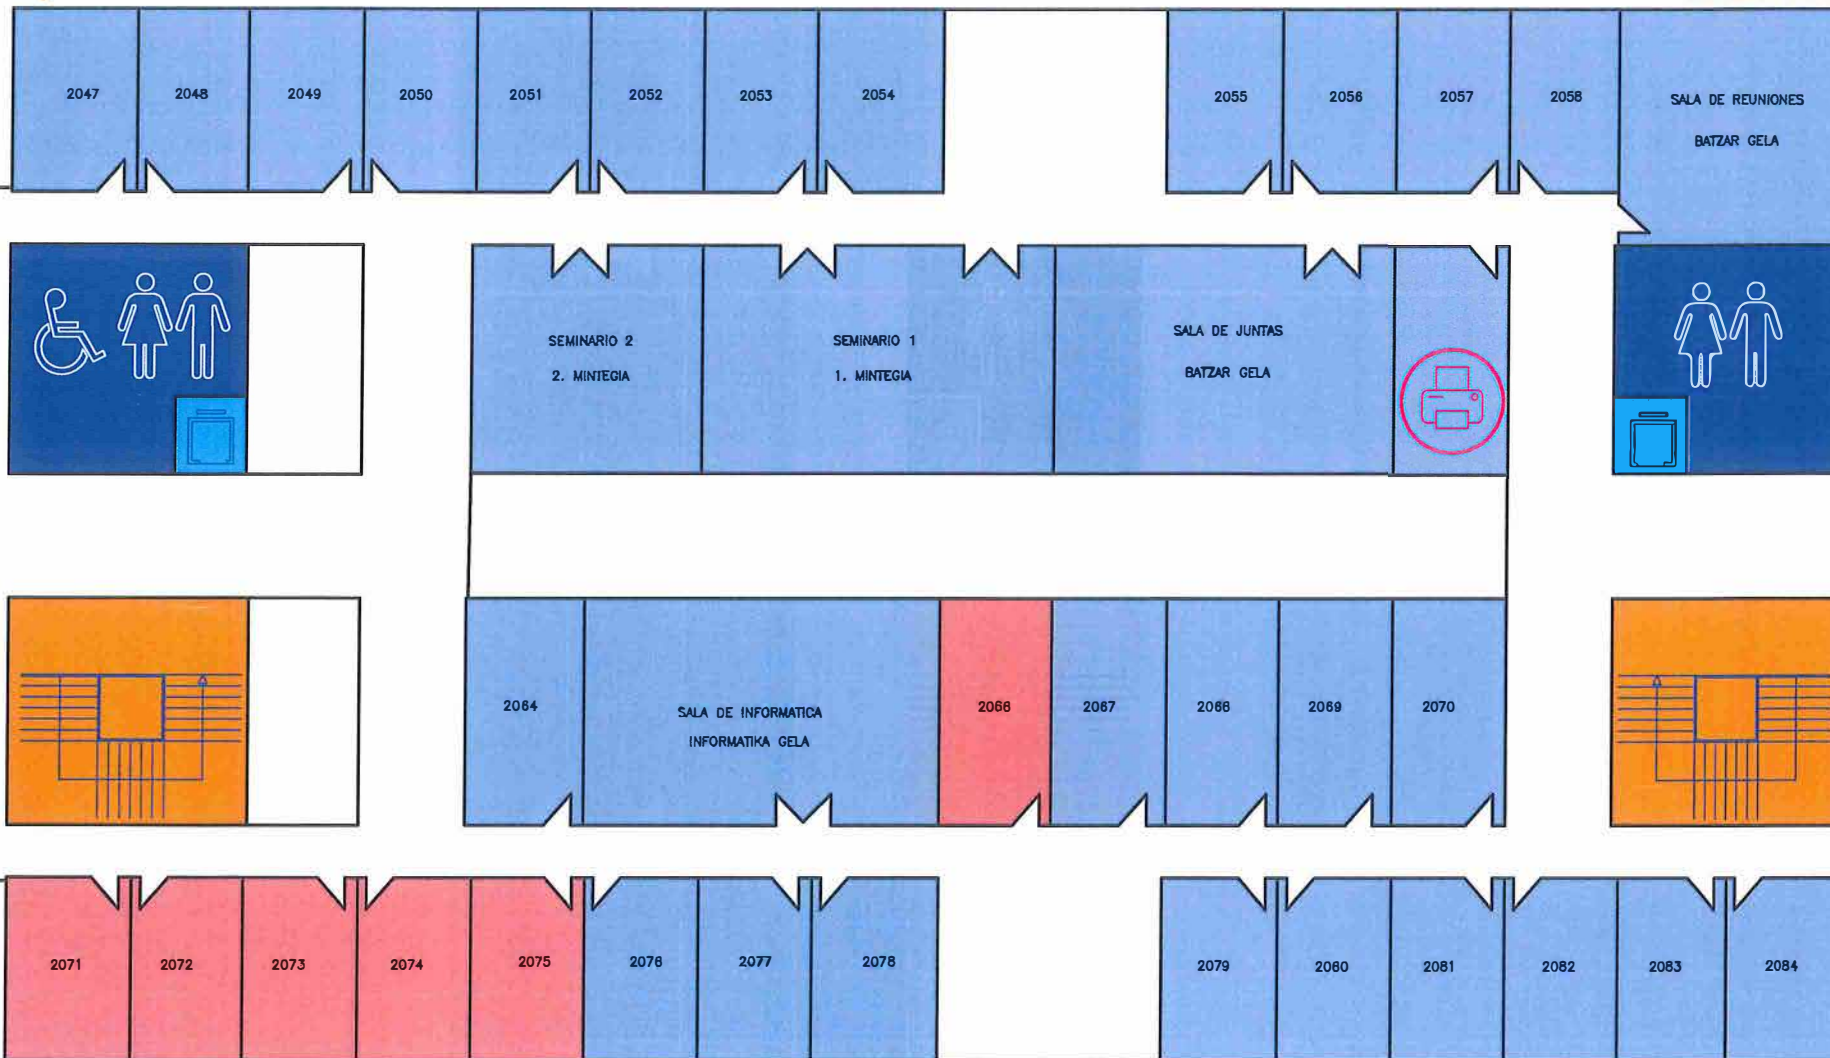 2047 2048 2049 2050 2051 2052 2053 2054 2055 2056 2057 2058
SALA DE REUNIONES
BATZAR GELA
SEMINARIO 2
2. MINTEGIA
SEMINARIO 1
1. MINTEGIA
SALA DE JUNTAS
BATZAR GELA
2064
SALA DE INFORMATICA
INFORMATIKA GELA
2066 2067 2068 2069 2070
2071 2072 2073 2074 2075 2076 2077 2078 2079 2080 2081 2082 2083 2084